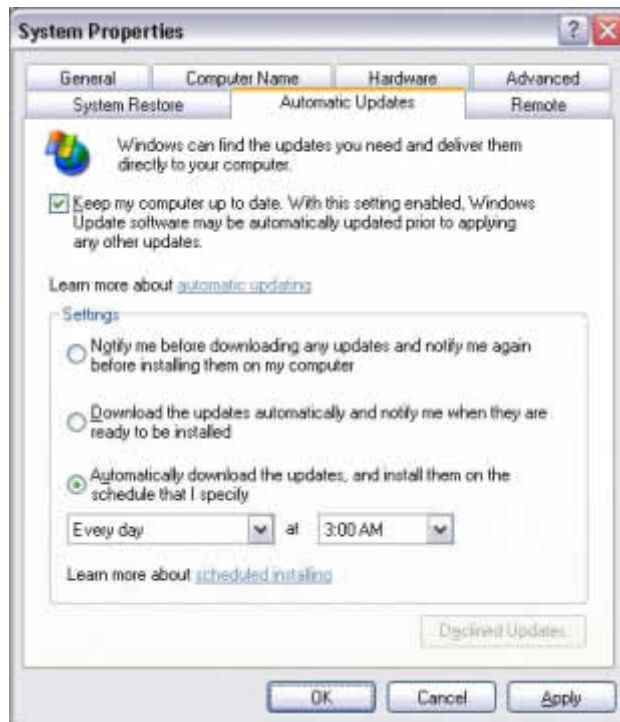 System Properties
General Computer Name Hardware Advanced
System Restore Automatic Updates Remote
Windows can find the updates you need and deliver them
directly to your computer.
Keep my computer up to date. With this setting enabled, Windows
Update software may be automatically updated prior to applying
any other updates.
Learn more about automatic updating
Settings
Notify me before downloading any updates and notify me again
before installing them on my computer
Download the updates automatically and notify me when they are
ready to be installed
Automatically download the updates, and install them on the
schedule that I specify
Every day at 3:00 AM
Learn more about scheduled installing
Declined Updates
OK Cancel Apply